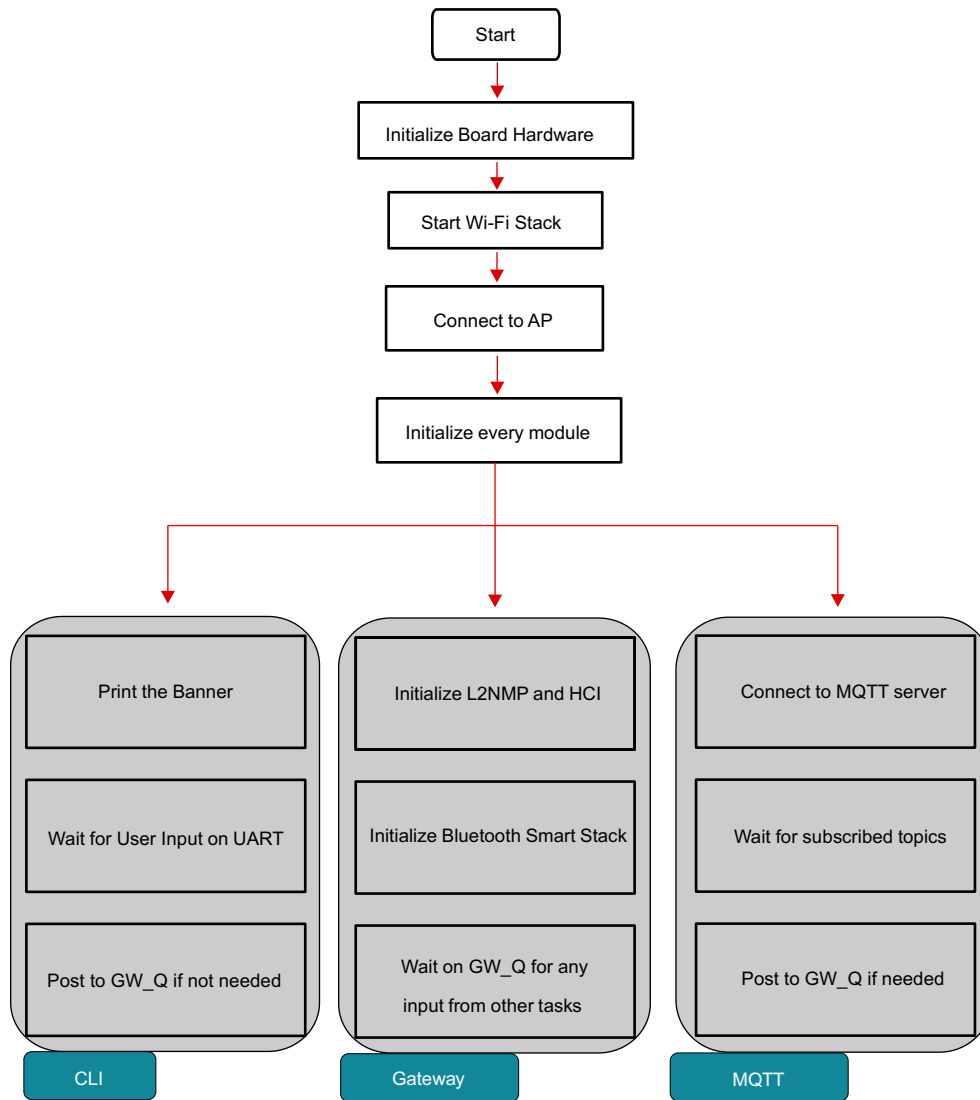 Start
Initialize Board Hardware
Start Wi-Fi Stack
Connect to AP
Initialize every module
Print the Banner
Wait for User Input on UART
Post to GW_Q if not needed
CLI
Initialize L2NMP and HCI
Initialize Bluetooth Smart Stack
Wait on GW_Q for any
input from other tasks
Gateway
Connect to MQTT server
Wait for subscribed topics
Post to GW_Q if needed
MQTT